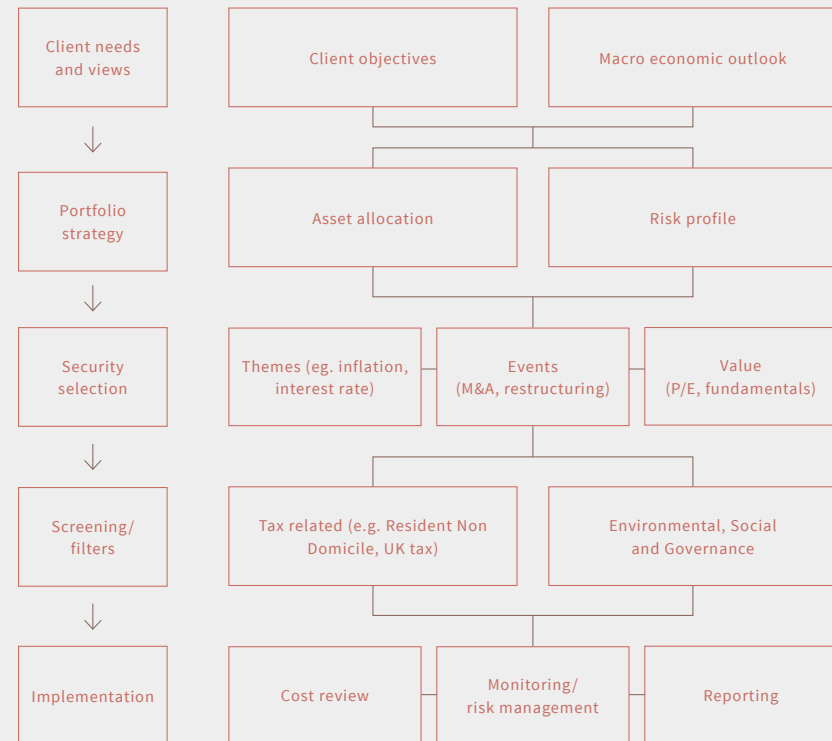 Client needs
and views
Client objectives
Macro economic outlook
Portfolio
strategy
Asset allocation
Risk profile
Security
selection
Themes (eg. inflation,
interest rate)
Events
(M&A, restructuring)
Value
(P/E, fundamentals)
Screening/
filters
Tax related (e.g. Resident Non
Domicile, UK tax)
Environmental, Social
and Governance
Implementation
Cost review
Monitoring/
risk management
Reporting